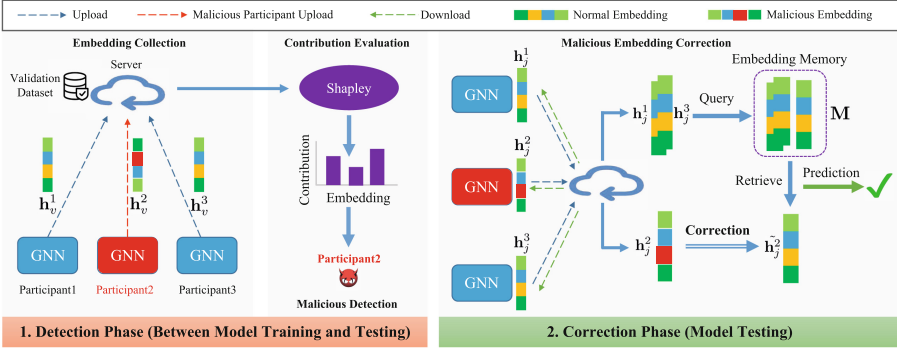 Upload
Malicious Participant Upload
Download
Normal Embedding
Malicious Embedding
Embedding Collection
Server
Validation
Dataset
h_v^1
h_v^2
h_v^3
GNN
GNN
GNN
Participant1
Participant2
Participant3
Contribution Evaluation
Shapley
Contribution
Embedding
Participant2
Malicious Detection
1. Detection Phase (Between Model Training and Testing)
Malicious Embedding Correction
h_j^1
GNN
h_j^2
GNN
h_j^3
GNN
h_j^1
h_j^3
Query
Embedding Memory
M
Retrieve
Prediction
h_j^2
Correction
h̃_j^2
2. Correction Phase (Model Testing)